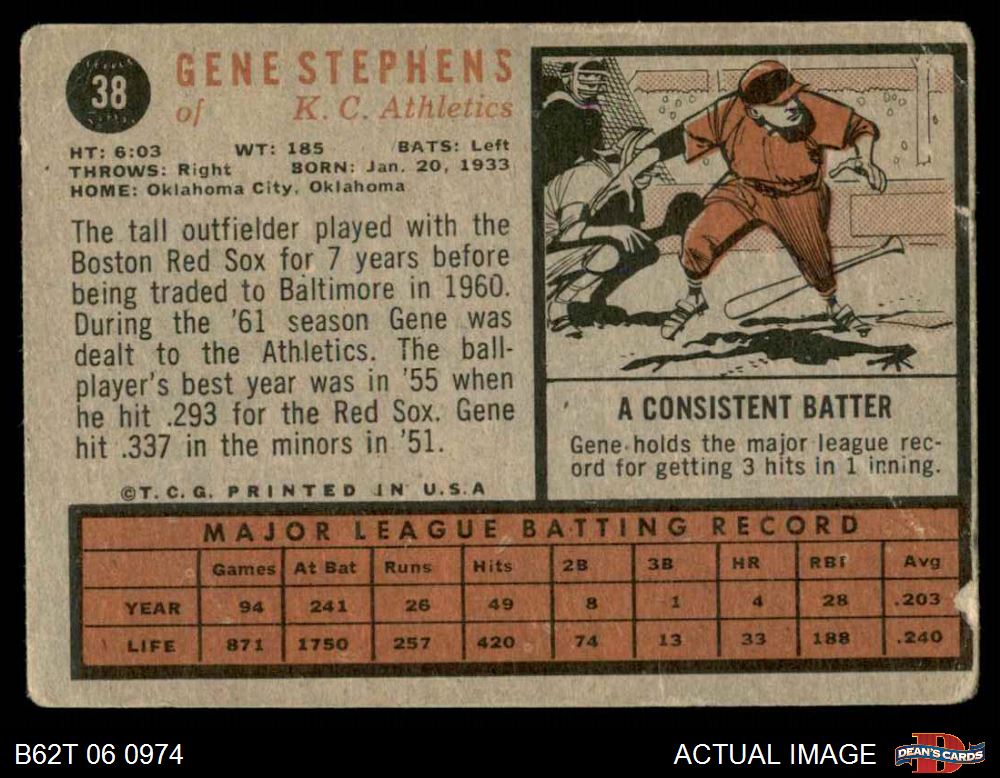 38
GENE STEPHENS
of K. C. Athletics
HT: 6:03 WT: 185 BATS: Left
THROWS: Right BORN: Jan. 20, 1933
HOME: Oklahoma City, Oklahoma
The tall outfielder played with the
Boston Red Sox for 7 years before
being traded to Baltimore in 1960.
During the '61 season Gene was
dealt to the Athletics. The ball-
player's best year was in '55 when
he hit .293 for the Red Sox. Gene
hit .337 in the minors in '51.
©T. C. G. PRINTED IN U.S.A
A CONSISTENT BATTER
Gene holds the major league rec-
ord for getting 3 hits in 1 inning.
MAJOR LEAGUE BATTING RECORD
Games At Bat Runs Hits 2B 3B HR RBI Avg
YEAR 94 241 26 49 8 1 4 28 .203
LIFE 871 1750 257 420 74 13 33 188 .240
B62T 06 0974
ACTUAL IMAGE
DEAN'S CARDS